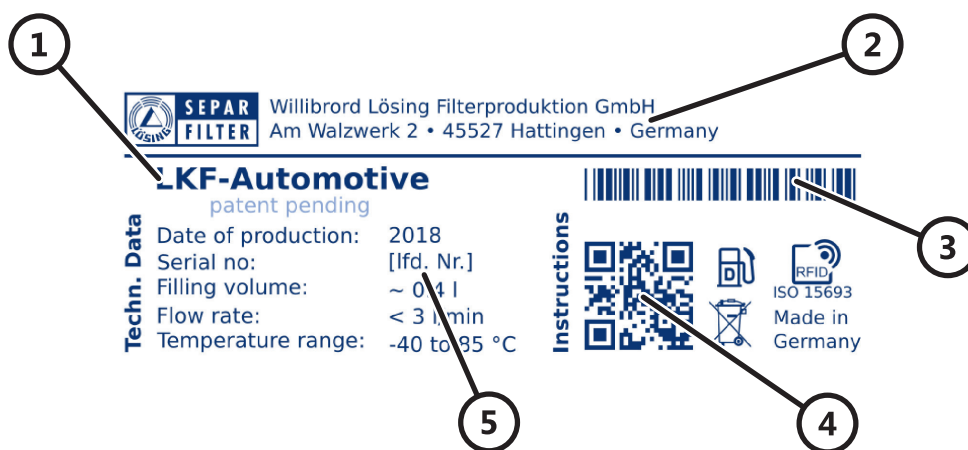 1
2
SEPAR
FILTER
LÖSING
Willibrord Lösing Filterproduktion GmbH
Am Walzwerk 2 • 45527 Hattingen • Germany
LKF-Automotive
patent pending
Techn. Data
Date of production: 2018
Serial no: [lfd. Nr.]
Filling volume: ~ 0,4 l
Flow rate: < 3 l/min
Temperature range: -40 to 85 °C
Instructions
D
RFID
ISO 15693
Made in
Germany
3
4
5